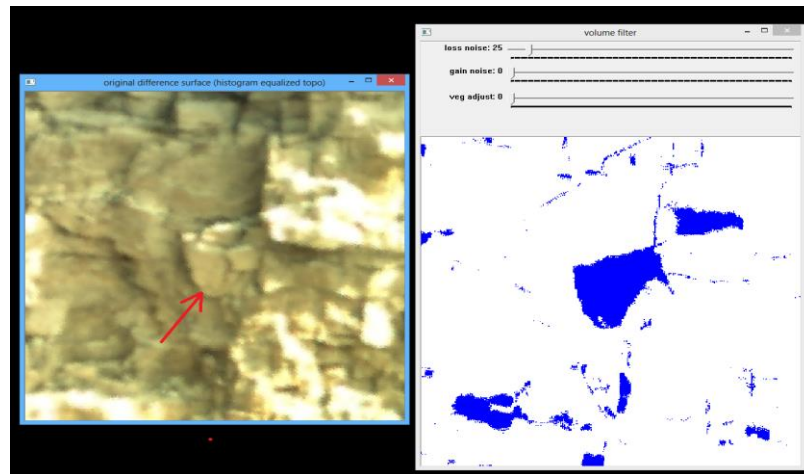 original difference surface (histogram equalized topo)
volume filter
loss noise: 25
gain noise: 0
veg adjust: 0